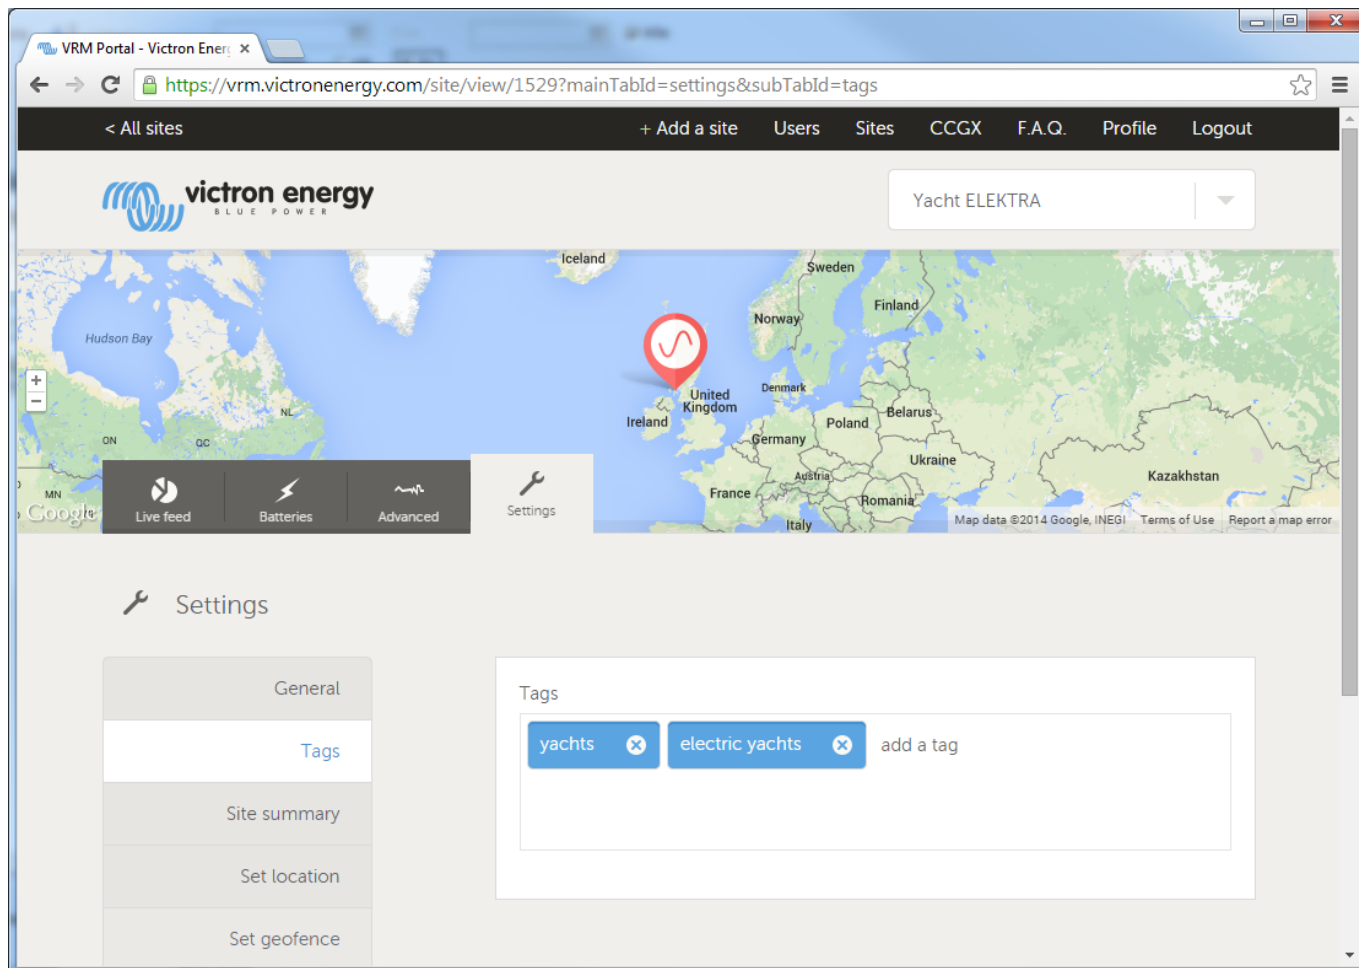 VRM Portal - Victron Ener
https://vrm.victronenergy.com/site/view/1529?mainTabId=settings&subTabId=tags
< All sites + Add a site Users Sites CCGX F.A.Q. Profile Logout
victron energy
BLUE POWER
Yacht ELEKTRA
Iceland
Sweden
Finland
Norway
Hudson Bay
+
−
United
Kingdom
Denmark
Ireland
NL
Belarus
Poland
Germany
ON
QC
Ukraine
Austria
Kazakhstan
MN
France
Romania
Italy
Google
Live feed
Batteries
Advanced
Settings
Map data ©2014 Google, INEGI Terms of Use Report a map error
Settings
General
Tags
Site summary
Set location
Set geofence
Tags
yachts electric yachts add a tag